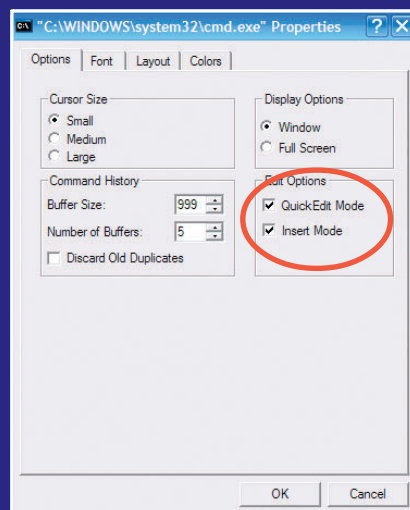 "C:\WINDOWS\system32\cmd.exe" Properties
Options Font Layout Colors
Cursor Size
Small
Medium
Large
Display Options
Window
Full Screen
Command History
Buffer Size: 999
Number of Buffers: 5
Discard Old Duplicates
Edit Options
QuickEdit Mode
Insert Mode
OK Cancel